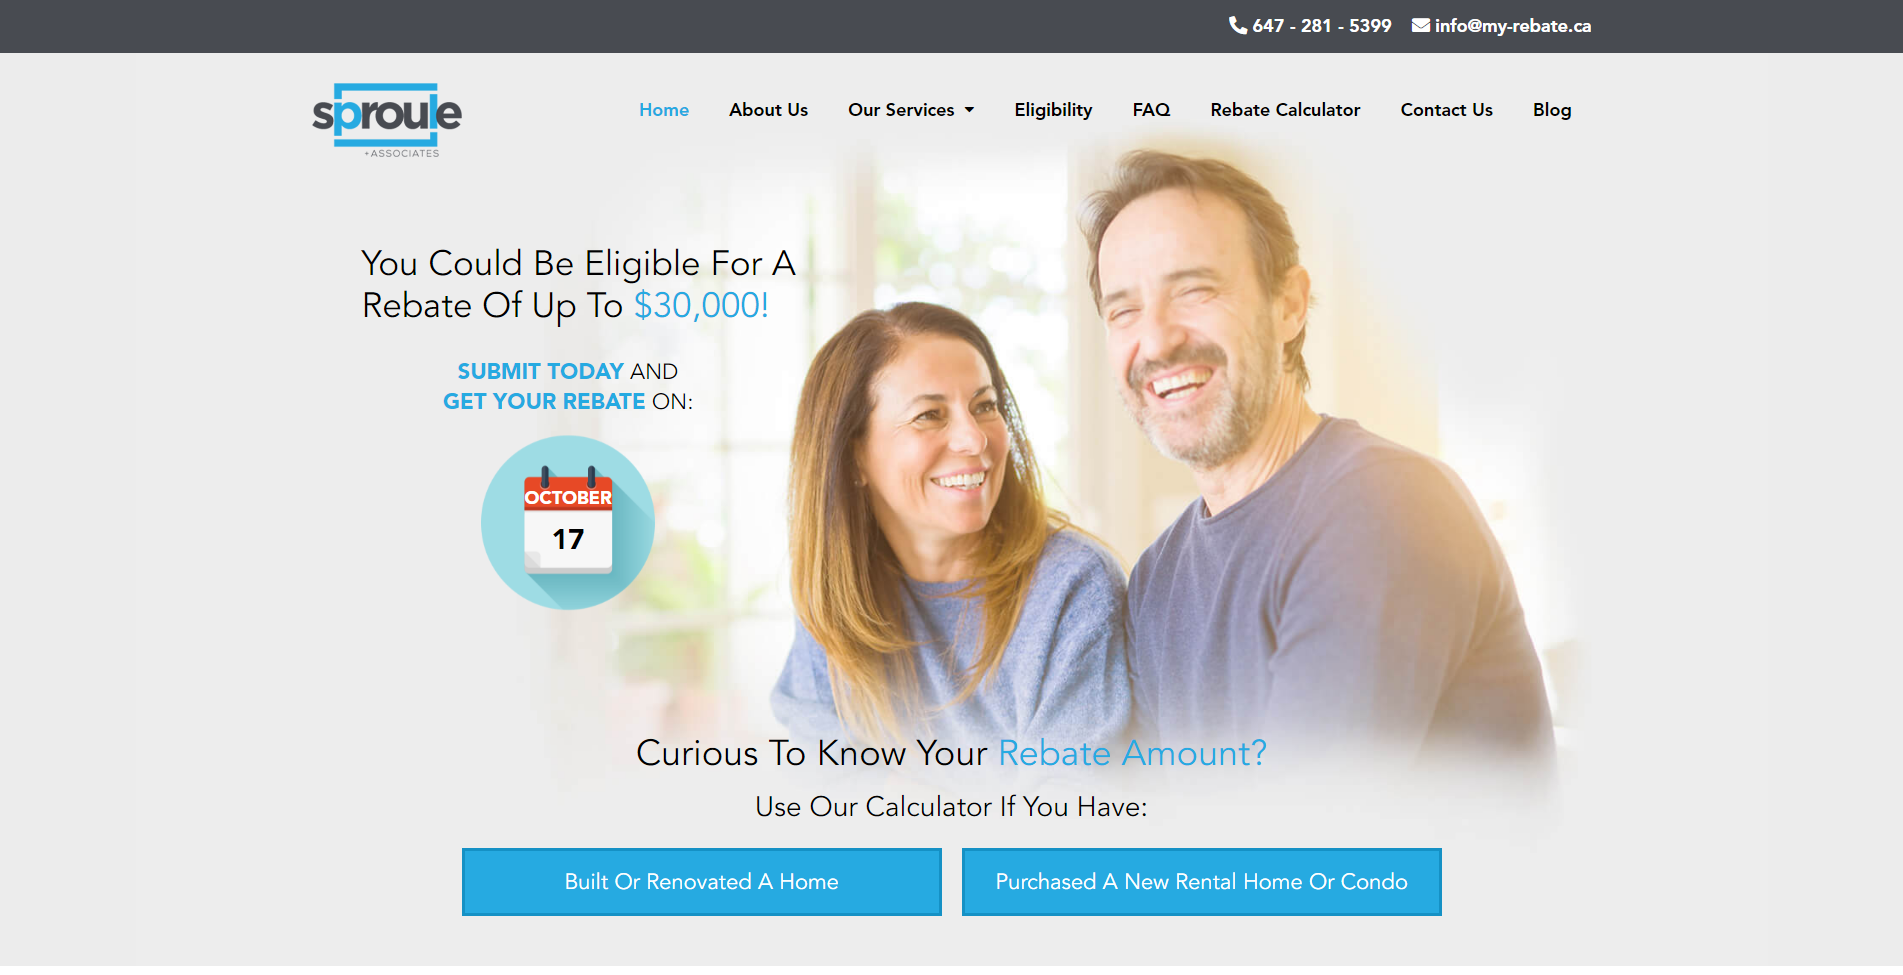 647 - 281 - 5399 info@my-rebate.ca
sproule
+ASSOCIATES
Home About Us Our Services Eligibility FAQ Rebate Calculator Contact Us Blog
You Could Be Eligible For A
Rebate Of Up To $30,000!
SUBMIT TODAY AND
GET YOUR REBATE ON:
OCTOBER
17
Curious To Know Your Rebate Amount?
Use Our Calculator If You Have:
Built Or Renovated A Home
Purchased A New Rental Home Or Condo